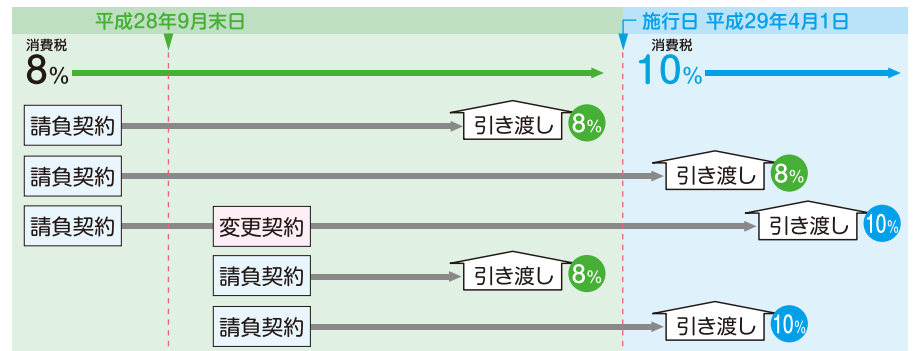 平成28年9月末日
施行日 平成29年4月1日
消費税
8%
消費税
10%
請負契約 引き渡し 8%
請負契約 引き渡し 8%
請負契約 変更契約 引き渡し 10%
請負契約 引き渡し 8%
請負契約 引き渡し 10%